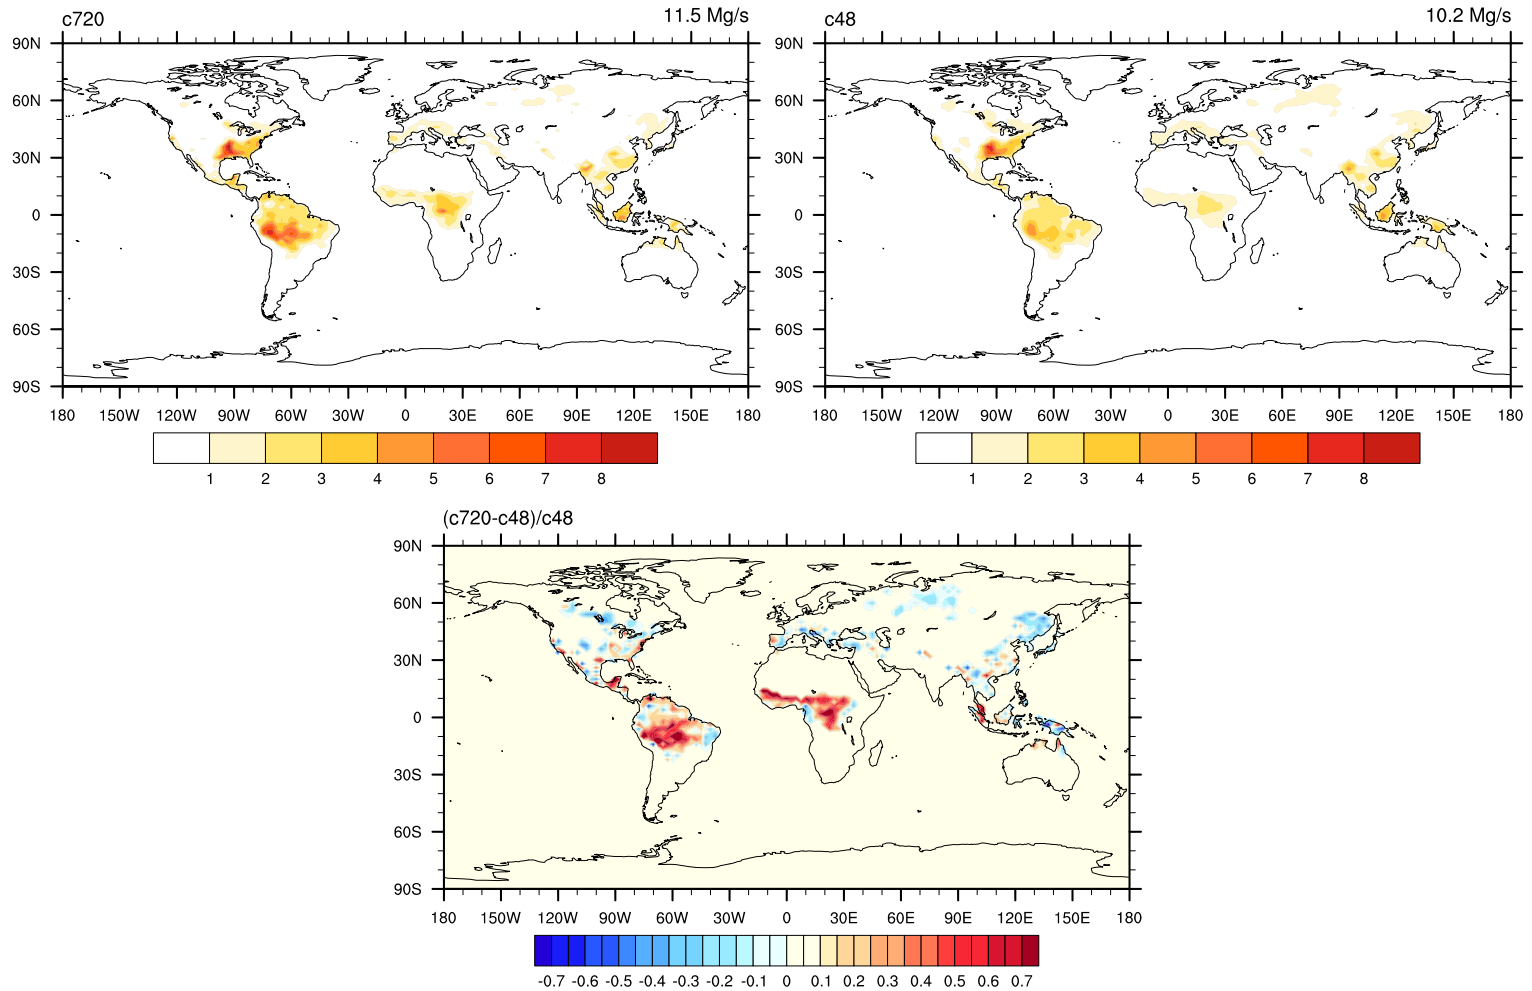 c720 11.5 Mg/s
90N
60N
30N
0
30S
60S
90S
180 150W 120W 90W 60W 30W 0 30E 60E 90E 120E 150E 180
1 2 3 4 5 6 7 8
c48 10.2 Mg/s
90N
60N
30N
0
30S
60S
90S
180 150W 120W 90W 60W 30W 0 30E 60E 90E 120E 150E 180
1 2 3 4 5 6 7 8
(c720-c48)/c48
90N
60N
30N
0
30S
60S
90S
180 150W 120W 90W 60W 30W 0 30E 60E 90E 120E 150E 180
-0.7 -0.6 -0.5 -0.4 -0.3 -0.2 -0.1 0 0.1 0.2 0.3 0.4 0.5 0.6 0.7